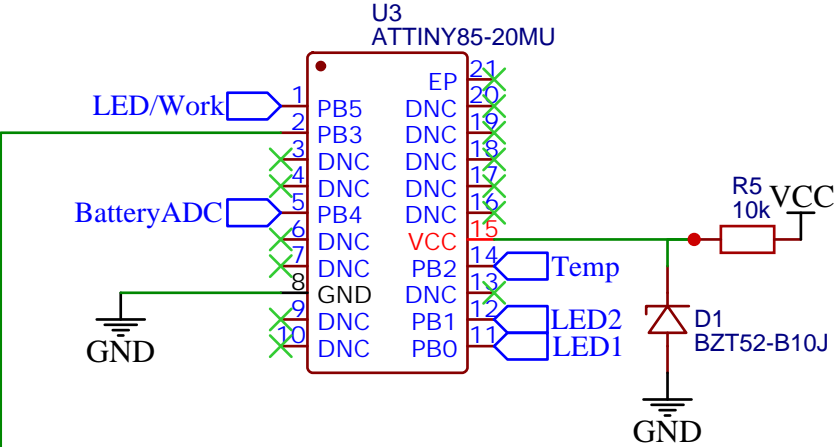 U3
ATTINY85-20MU
EP 21
LED/Work 1 PB5 DNC 20
2 PB3 DNC 19
3 DNC DNC 18
4 DNC DNC 17
BatteryADC 5 PB4 DNC 16
6 DNC VCC 15
7 DNC PB2 14 Temp
8 GND DNC 13
9 DNC PB1 12 LED2
10 DNC PB0 11 LED1
GND
R5
10k
VCC
D1
BZT52-B10J
GND